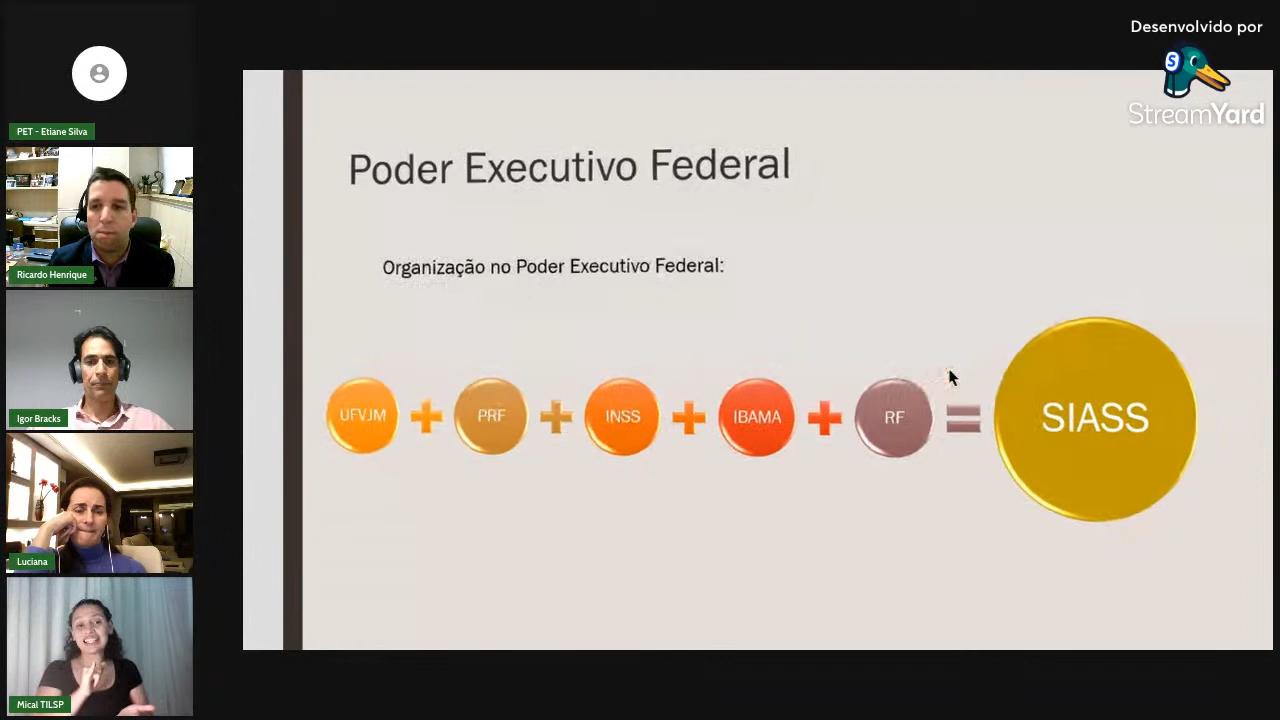 Desenvolvido por
S
StreamYard
PET - Etiane Silva
Ricardo Henrique
Igor Bracks
Luciana
Mical TILSP
Poder Executivo Federal
Organização no Poder Executivo Federal:
UFVJM + PRF + INSS + IBAMA + RF = SIASS